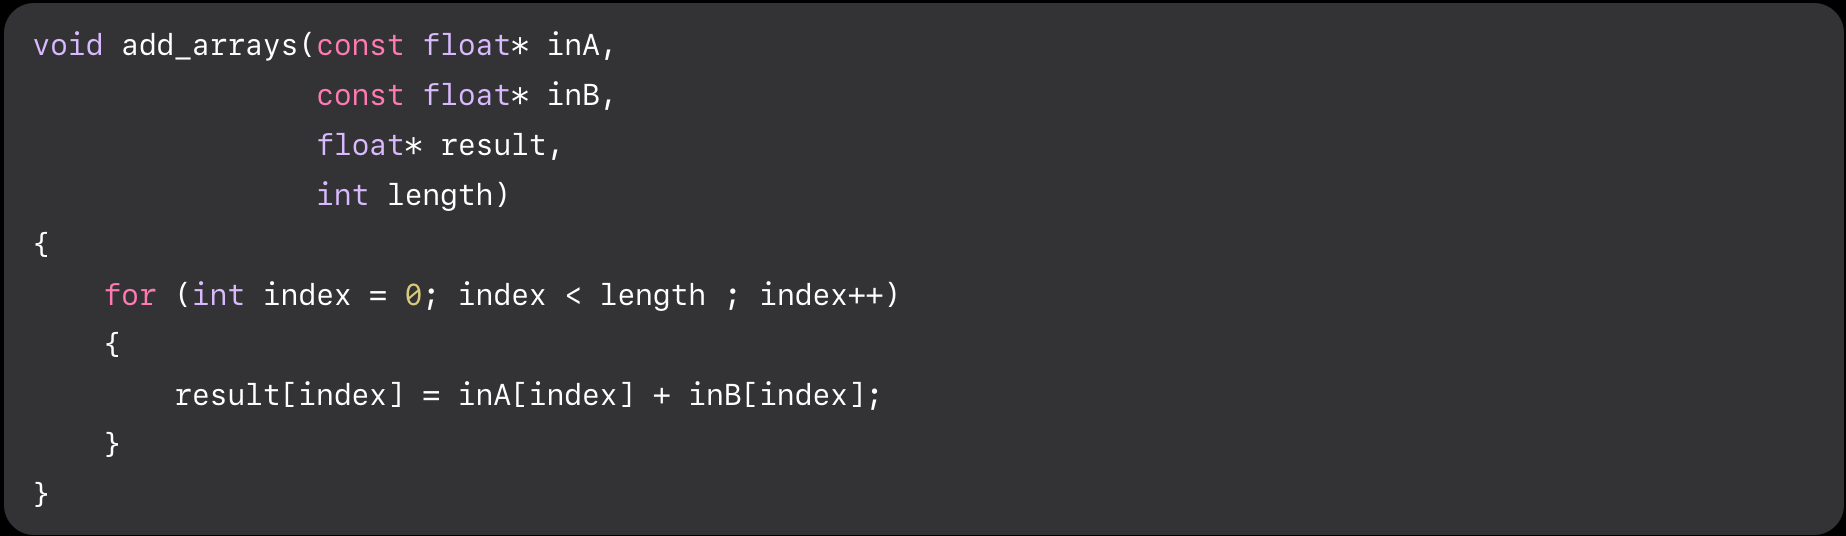 void add_arrays(const float* inA,
                const float* inB,
                float* result,
                int length)
{
    for (int index = 0; index < length ; index++)
    {
        result[index] = inA[index] + inB[index];
    }
}